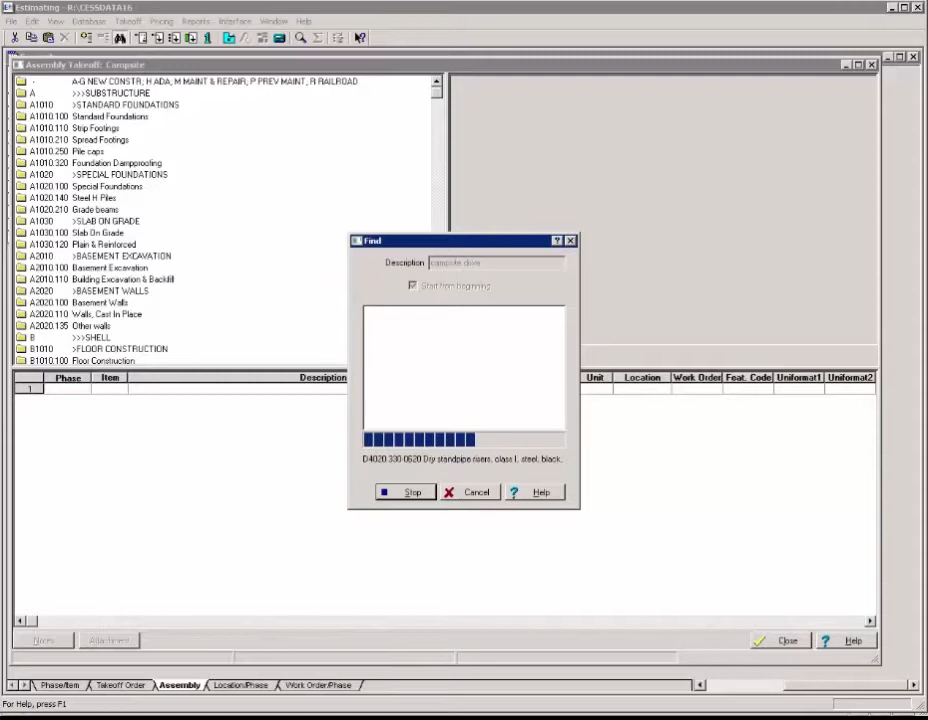 Estimating - R:\CESSDATA16
File Edit View Database Takeoff Pricing Reports Interface Window Help
Assembly Takeoff: Campsite
- A-G NEW CONSTR, H ADA, M MAINT & REPAIR, P PREV MAINT, R RAILROAD
A >>>SUBSTRUCTURE
A1010 >STANDARD FOUNDATIONS
A1010.100 Standard Foundations
A1010.110 Strip Footings
A1010.210 Spread Footings
A1010.250 Pile caps
A1010.320 Foundation Dampproofing
A1020 >SPECIAL FOUNDATIONS
A1020.100 Special Foundations
A1020.140 Steel H Piles
A1020.210 Grade beams
A1030 >SLAB ON GRADE
A1030.100 Slab On Grade
A1030.120 Plain & Reinforced
A2010 >BASEMENT EXCAVATION
A2010.100 Basement Excavation
A2010.110 Building Excavation & Backfill
A2020 >BASEMENT WALLS
A2020.100 Basement Walls
A2020.110 Walls, Cast In Place
A2020.135 Other walls
B >>>SHELL
B1010 >FLOOR CONSTRUCTION
B1010.100 Floor Construction
Find
Description campsite drive
Start from beginning
D4020 330-0620 Dry standpipe risers, class I, steel, black,
Stop Cancel Help
Phase Item Description Unit Location Work Order Feat. Code Uniformat1 Uniformat2
1
Notes Attachment Close Help
Phase/Item Takeoff Order Assembly Location/Phase Work Order/Phase
For Help, press F1